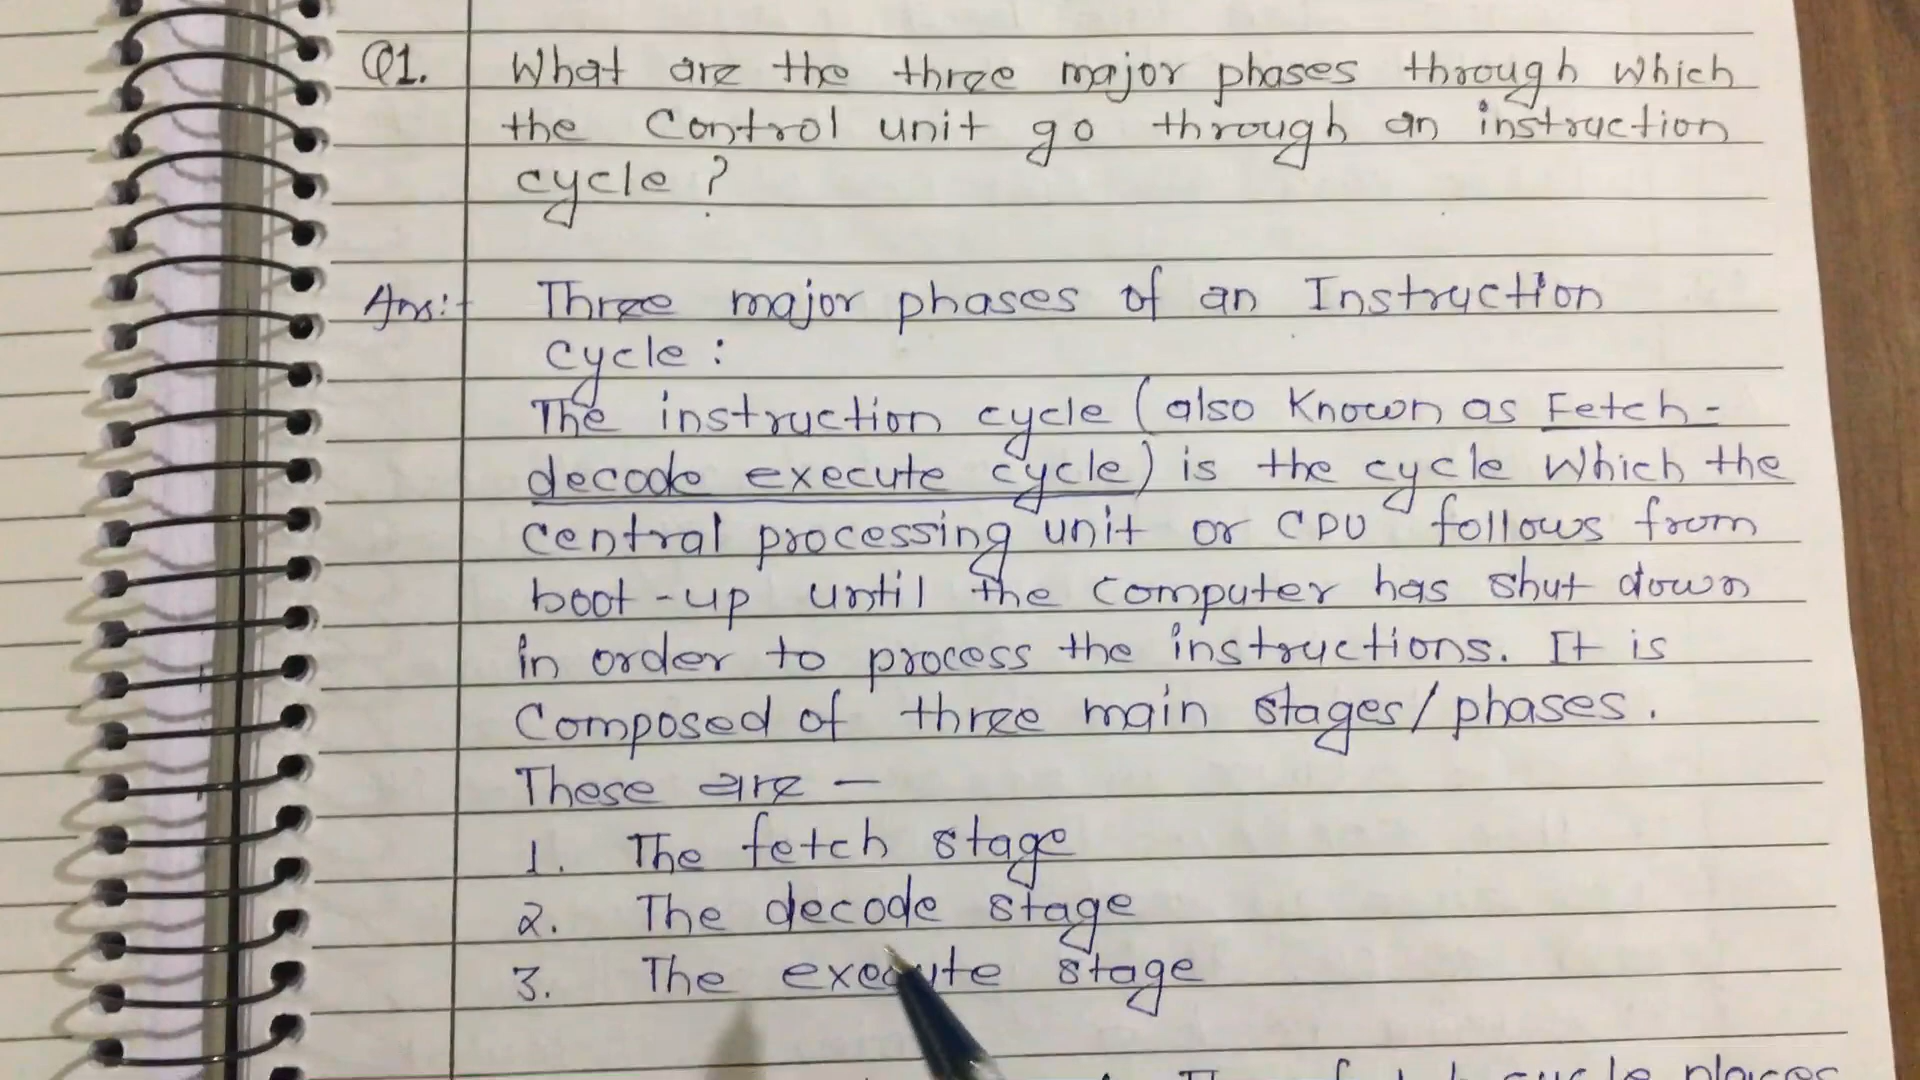 Q1. What are the three major phases through which
the Control unit go through an instruction
cycle ?
Ans:- Three major phases of an Instruction
cycle :
The instruction cycle (also Known as Fetch-
decode execute cycle) is the cycle which the
central processing unit or CPU follows from
boot-up until the computer has shut down
in order to process the instructions. It is
Composed of three main stages/phases.
These are —
1. The fetch stage
2. The decode stage
3. The execute stage
cycle places